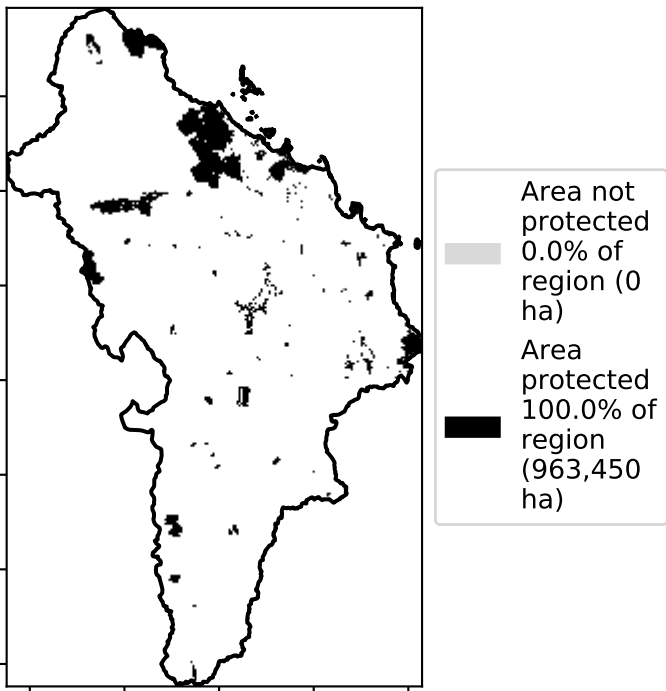 Area not
protected
0.0% of
region (0
ha)
Area
protected
100.0% of
region
(963,450
ha)